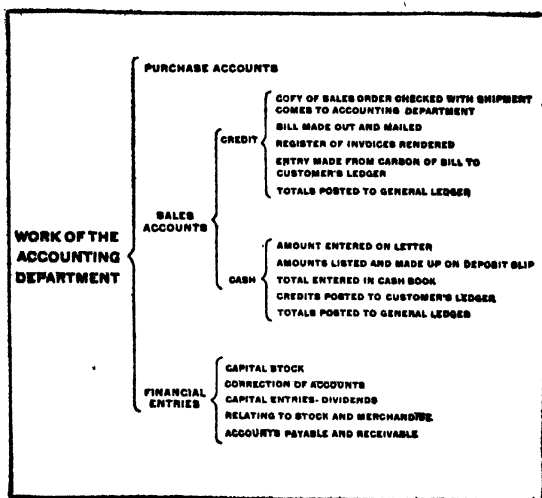 WORK OF THE
ACCOUNTING
DEPARTMENT
PURCHASE ACCOUNTS
SALES
ACCOUNTS
CREDIT
COPY OF SALES ORDER CHECKED WITH SHIPMENT
COMES TO ACCOUNTING DEPARTMENT
BILL MADE OUT AND MAILED
REGISTER OF INVOICES RENDERED
ENTRY MADE FROM CARBON OF BILL TO
CUSTOMER'S LEDGER
TOTALS POSTED TO GENERAL LEDGER
CASH
AMOUNT ENTERED ON LETTER
AMOUNTS LISTED AND MADE UP ON DEPOSIT SLIP
TOTAL ENTERED IN CASH BOOK
CREDITS POSTED TO CUSTOMER'S LEDGER
TOTALS POSTED TO GENERAL LEDGER
FINANCIAL
ENTRIES
CAPITAL STOCK
CORRECTION OF ACCOUNTS
CAPITAL ENTRIES - DIVIDENDS
RELATING TO STOCK AND MERCHANDISE
ACCOUNTS PAYABLE AND RECEIVABLE